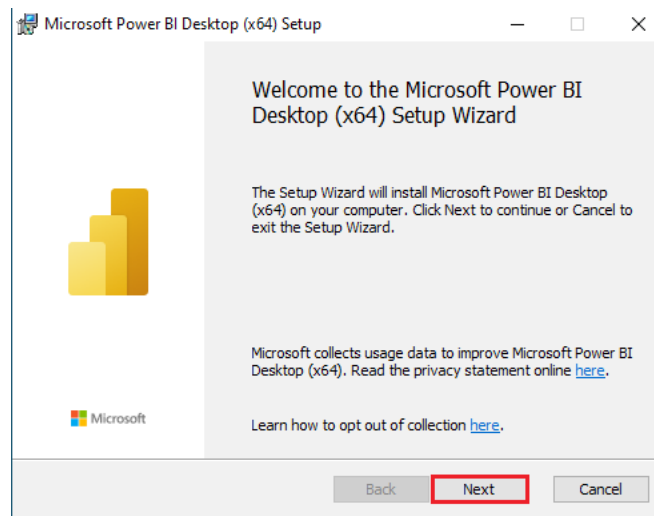 Microsoft Power BI Desktop (x64) Setup
Welcome to the Microsoft Power BI
Desktop (x64) Setup Wizard
The Setup Wizard will install Microsoft Power BI Desktop
(x64) on your computer. Click Next to continue or Cancel to
exit the Setup Wizard.
Microsoft collects usage data to improve Microsoft Power BI
Desktop (x64). Read the privacy statement online here.
Microsoft
Learn how to opt out of collection here.
Back Next Cancel